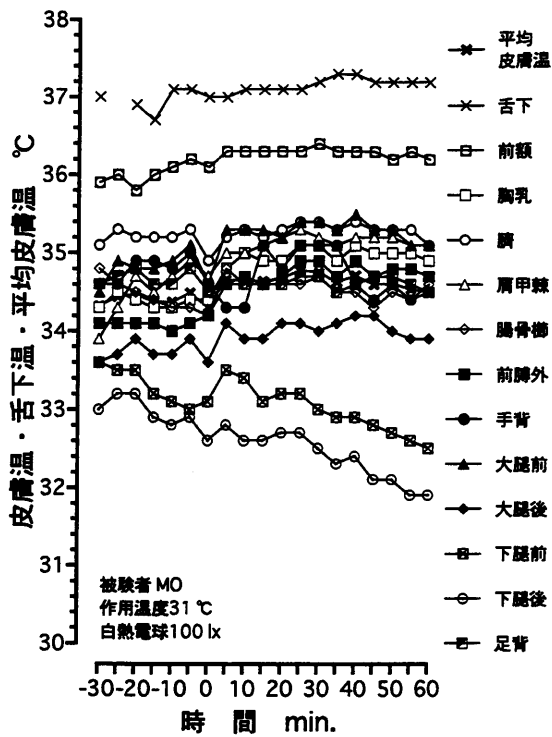 38
37
36
35
34
33
32
31
30
皮膚温・舌下温・平均皮膚温 ℃
被験者 MO
作用温度31 ℃
白熱電球100 lx
-30-20-10 0 10 20 30 40 50 60
時 間 min.
平均
皮膚温
舌下
前額
胸乳
臍
肩甲棘
腸骨櫛
前膊外
手背
大腿前
大腿後
下腿前
下腿後
足背